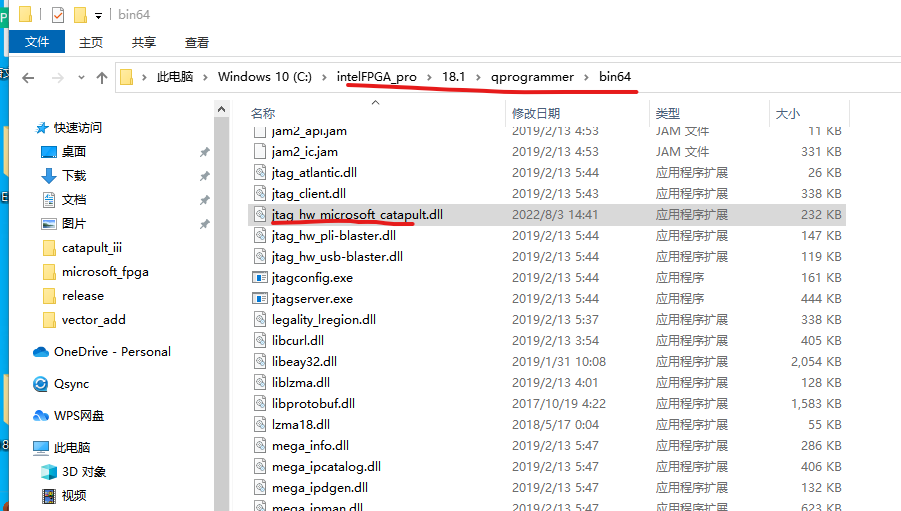 bin64
文件 主页 共享 查看
此电脑 Windows 10 (C:) intelFPGA_pro 18.1 qprogrammer bin64
名称 修改日期 类型 大小
快速访问
桌面
下载
文档
图片
catapult_iii
microsoft_fpga
release
vector_add
OneDrive - Personal
Qsync
WPS网盘
此电脑
3D 对象
视频
jam2_api.jam 2019/2/13 4:53 JAM 文件 11 KB
jam2_ic.jam 2019/2/13 4:53 JAM 文件 331 KB
jtag_atlantic.dll 2019/2/13 5:44 应用程序扩展 26 KB
jtag_client.dll 2019/2/13 5:43 应用程序扩展 338 KB
jtag_hw_microsoft_catapult.dll 2022/8/3 14:41 应用程序扩展 232 KB
jtag_hw_pli-blaster.dll 2019/2/13 5:44 应用程序扩展 147 KB
jtag_hw_usb-blaster.dll 2019/2/13 5:44 应用程序扩展 119 KB
jtagconfig.exe 2019/2/13 5:44 应用程序 161 KB
jtagserver.exe 2019/2/13 5:44 应用程序 444 KB
legality_lregion.dll 2019/2/13 5:37 应用程序扩展 338 KB
libcurl.dll 2019/2/13 3:54 应用程序扩展 405 KB
libeay32.dll 2019/1/31 10:08 应用程序扩展 2,054 KB
liblzma.dll 2019/2/13 4:01 应用程序扩展 128 KB
libprotobuf.dll 2017/10/19 4:22 应用程序扩展 1,583 KB
lzma18.dll 2018/5/17 0:04 应用程序扩展 55 KB
mega_info.dll 2019/2/13 5:47 应用程序扩展 286 KB
mega_ipcatalog.dll 2019/2/13 5:47 应用程序扩展 406 KB
mega_ipdgen.dll 2019/2/13 5:47 应用程序扩展 132 KB
mega_ipman.dll 2019/2/13 5:47 应用程序扩展 623 KB